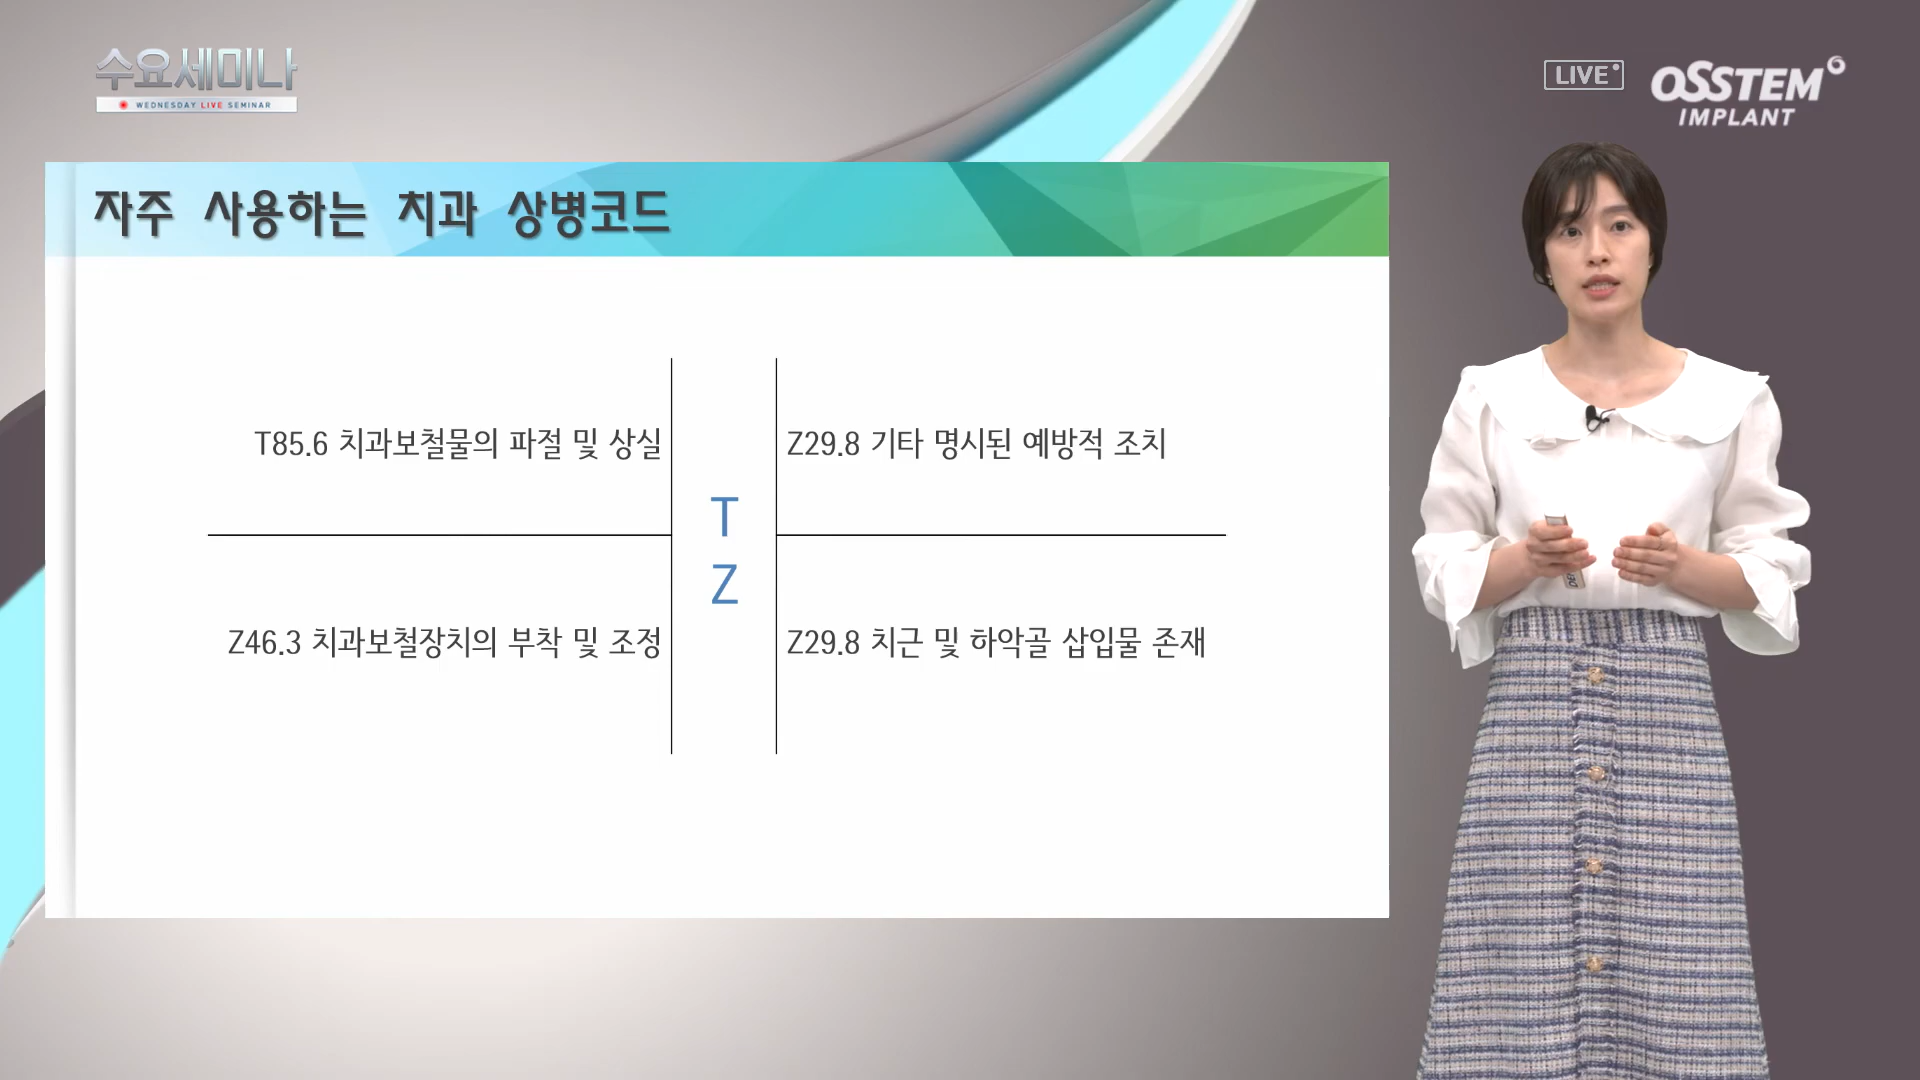 수요세미나
WEDNESDAY LIVE SEMINAR
LIVE
OSSTEM
IMPLANT
자주 사용하는 치과 상병코드
T85.6 치과보철물의 파절 및 상실
Z29.8 기타 명시된 예방적 조치
T
Z
Z46.3 치과보철장치의 부착 및 조정
Z29.8 치근 및 하악골 삽입물 존재